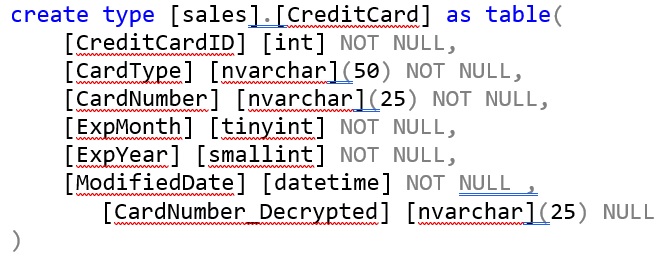 create type [sales].[CreditCard] as table(
[CreditCardID] [int] NOT NULL,
[CardType] [nvarchar](50) NOT NULL,
[CardNumber] [nvarchar](25) NOT NULL,
[ExpMonth] [tinyint] NOT NULL,
[ExpYear] [smallint] NOT NULL,
[ModifiedDate] [datetime] NOT NULL ,
[CardNumber_Decrypted] [nvarchar](25) NULL
)